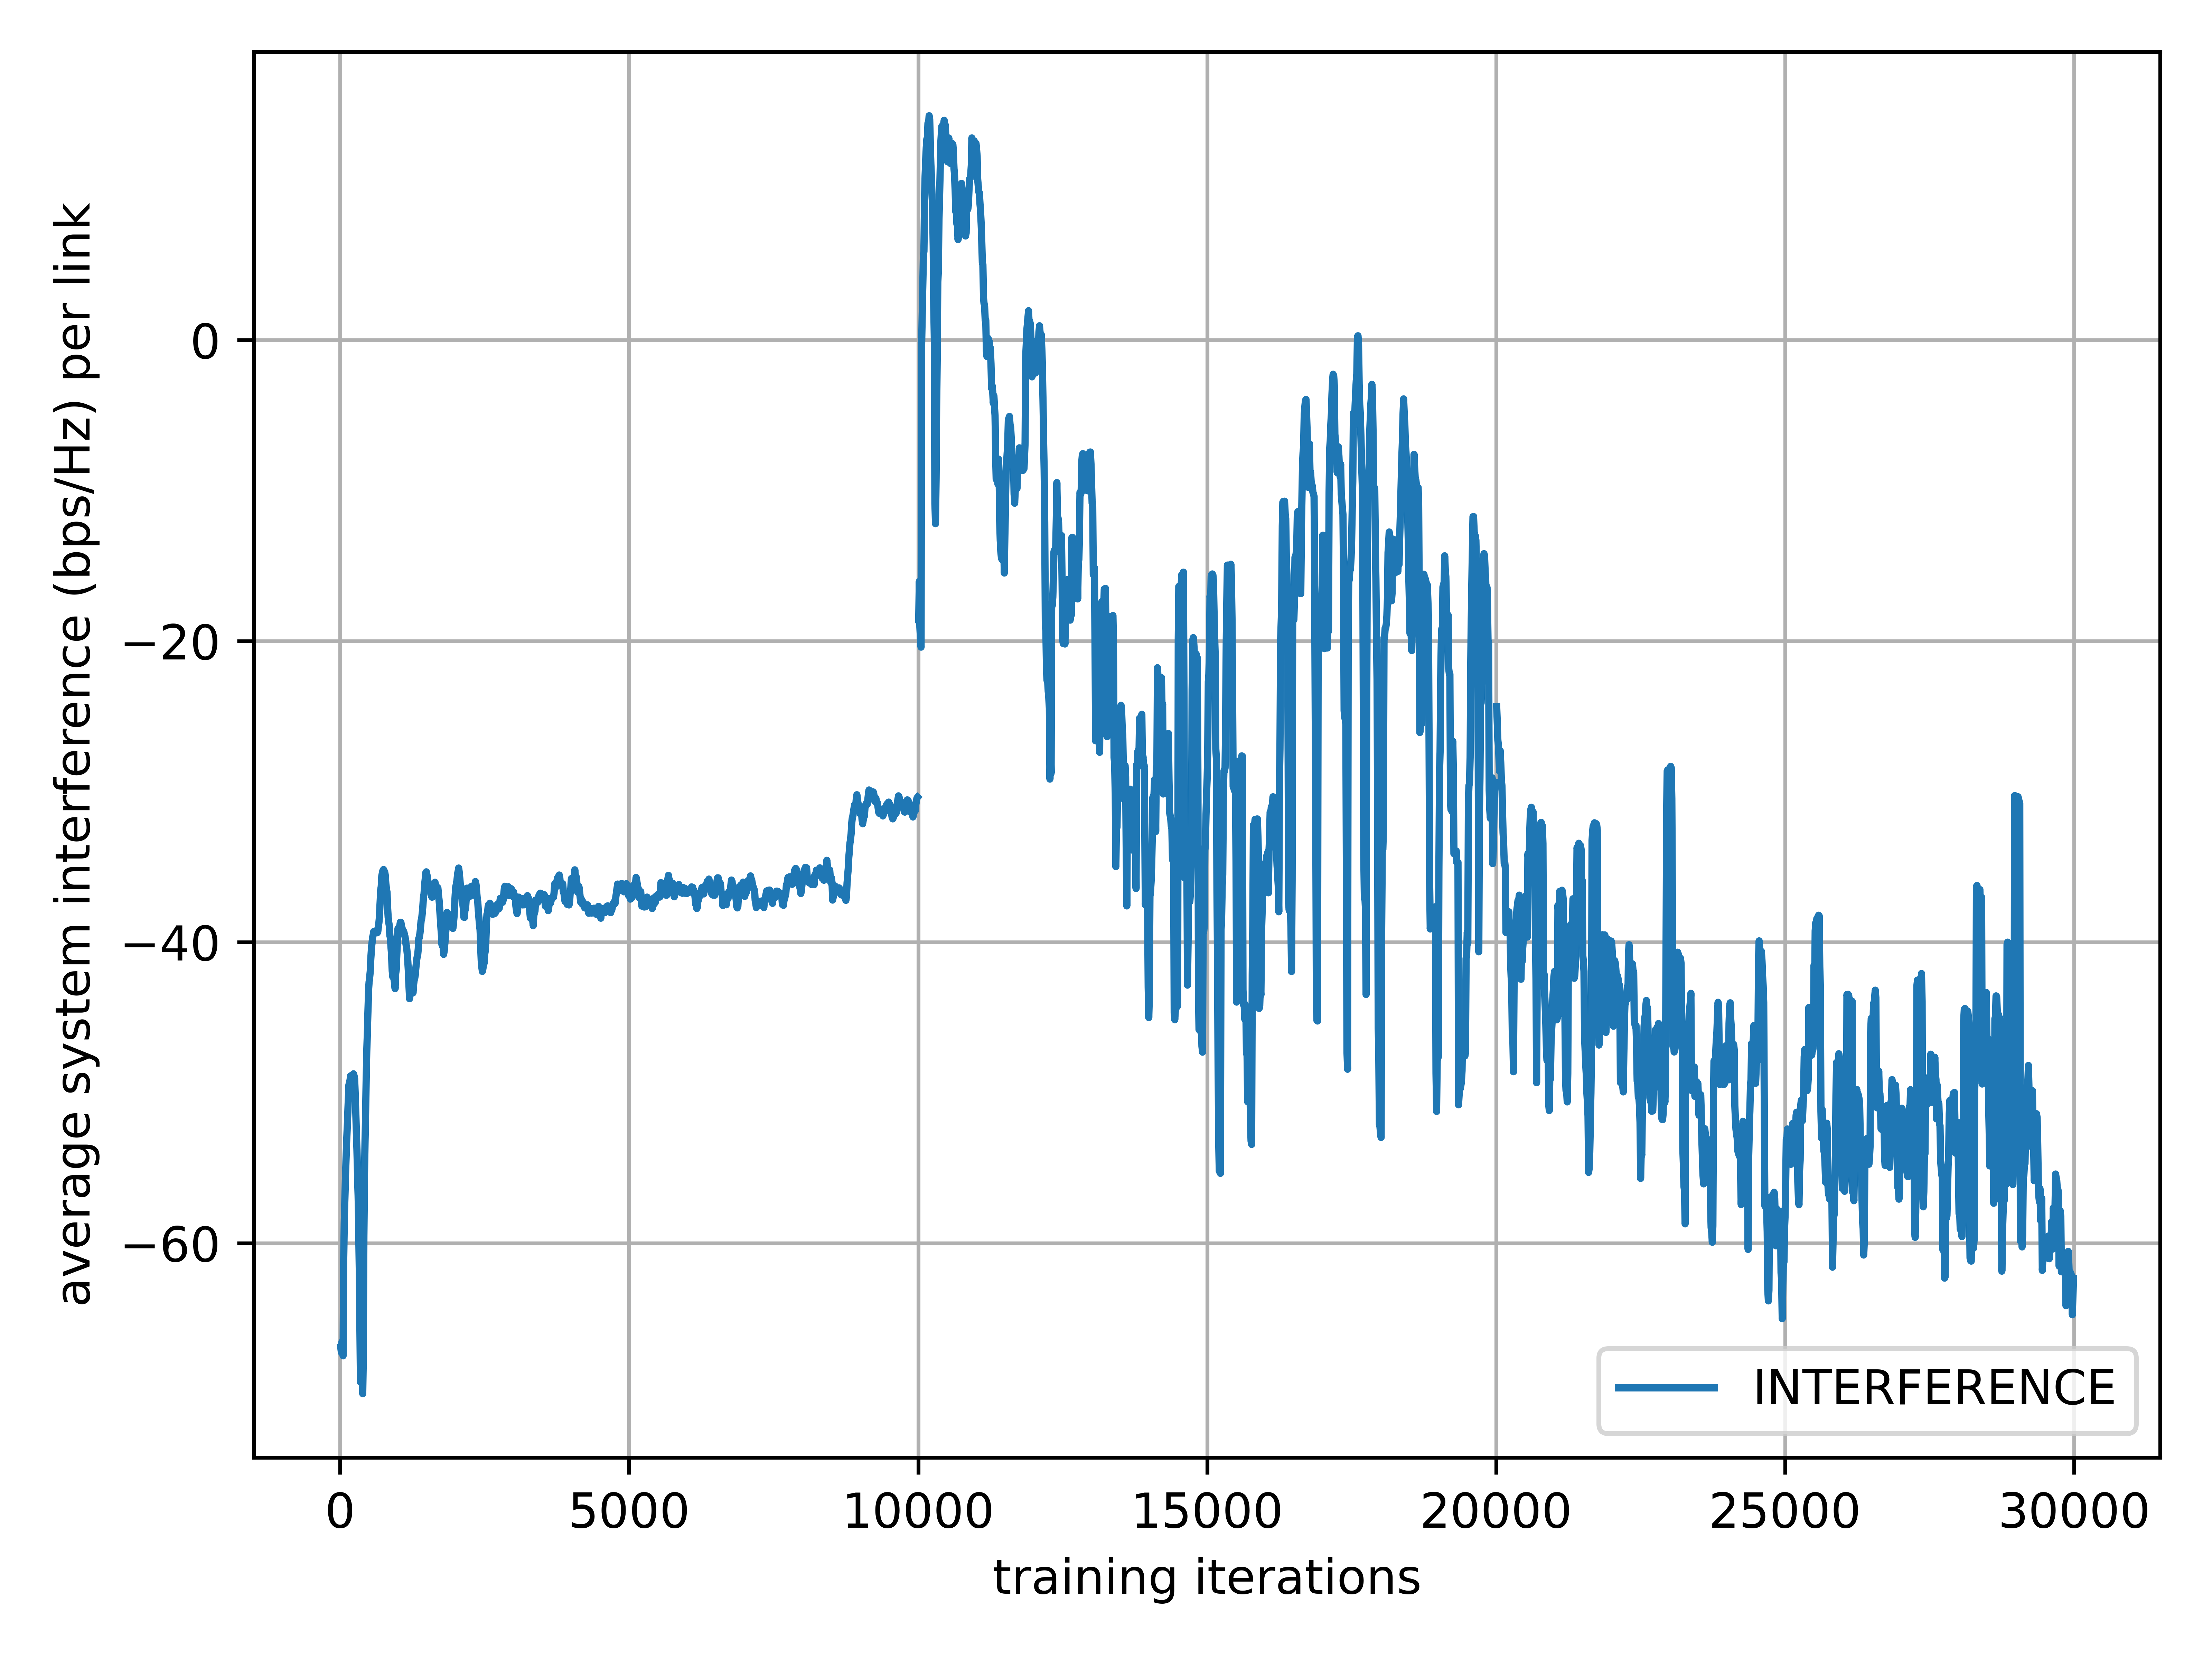 average system interference (bps/Hz) per link
0
−20
−40
−60
INTERFERENCE
0 5000 10000 15000 20000 25000 30000
training iterations